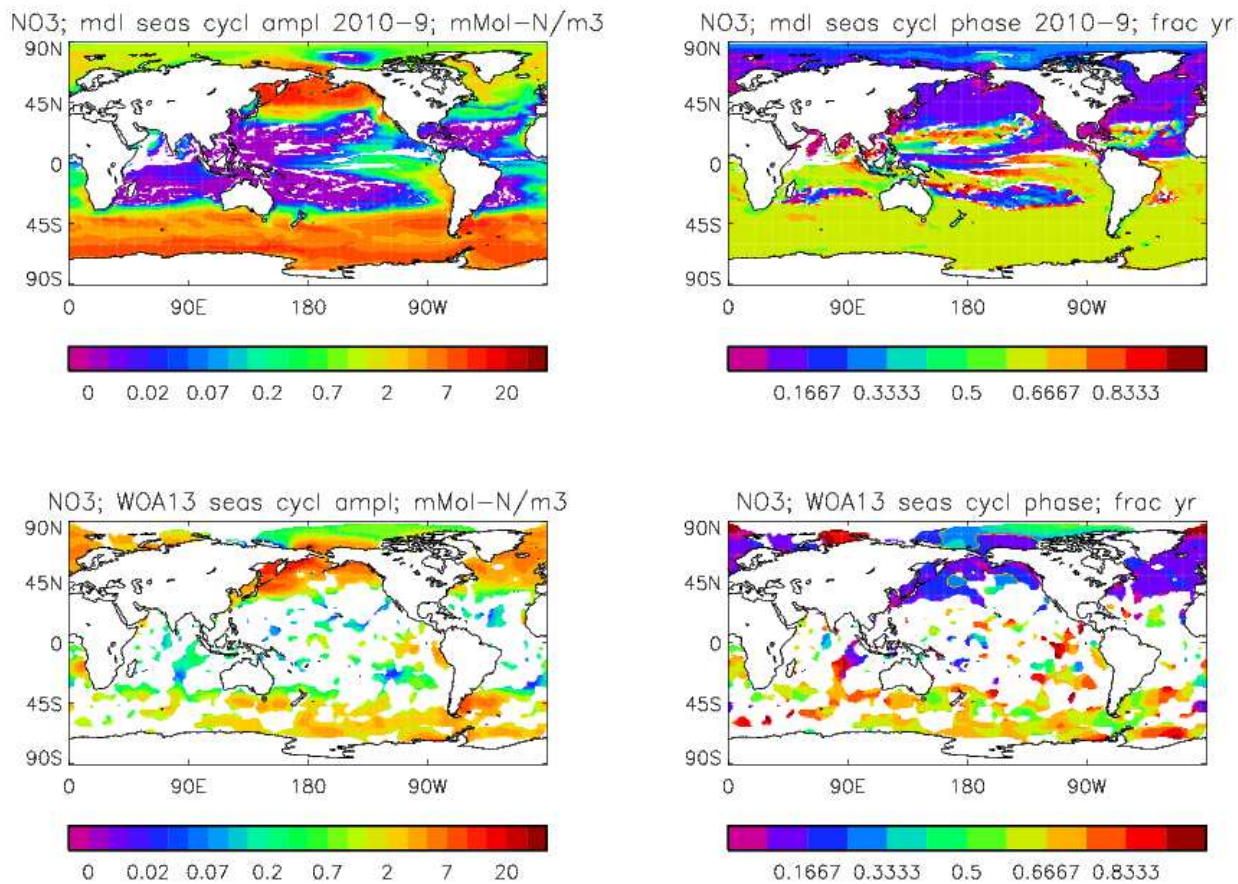 NO3; mdl seas cycl ampl 2010-9; mMol-N/m3
90N
45N
0
45S
90S
0 90E 180 90W
0 0.02 0.07 0.2 0.7 2 7 20
NO3; mdl seas cycl phase 2010-9; frac yr
90N
45N
0
45S
90S
0 90E 180 90W
0.1667 0.3333 0.5 0.6667 0.8333
NO3; WOA13 seas cycl ampl; mMol-N/m3
90N
45N
0
45S
90S
0 90E 180 90W
0 0.02 0.07 0.2 0.7 2 7 20
NO3; WOA13 seas cycl phase; frac yr
90N
45N
0
45S
90S
0 90E 180 90W
0.1667 0.3333 0.5 0.6667 0.8333